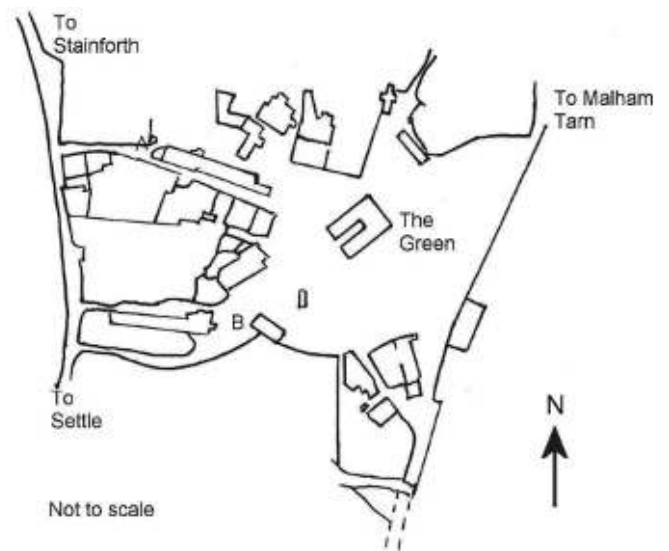 To
Stainforth
To Malham
Tarn
A
The
Green
B
To
Settle
N
Not to scale